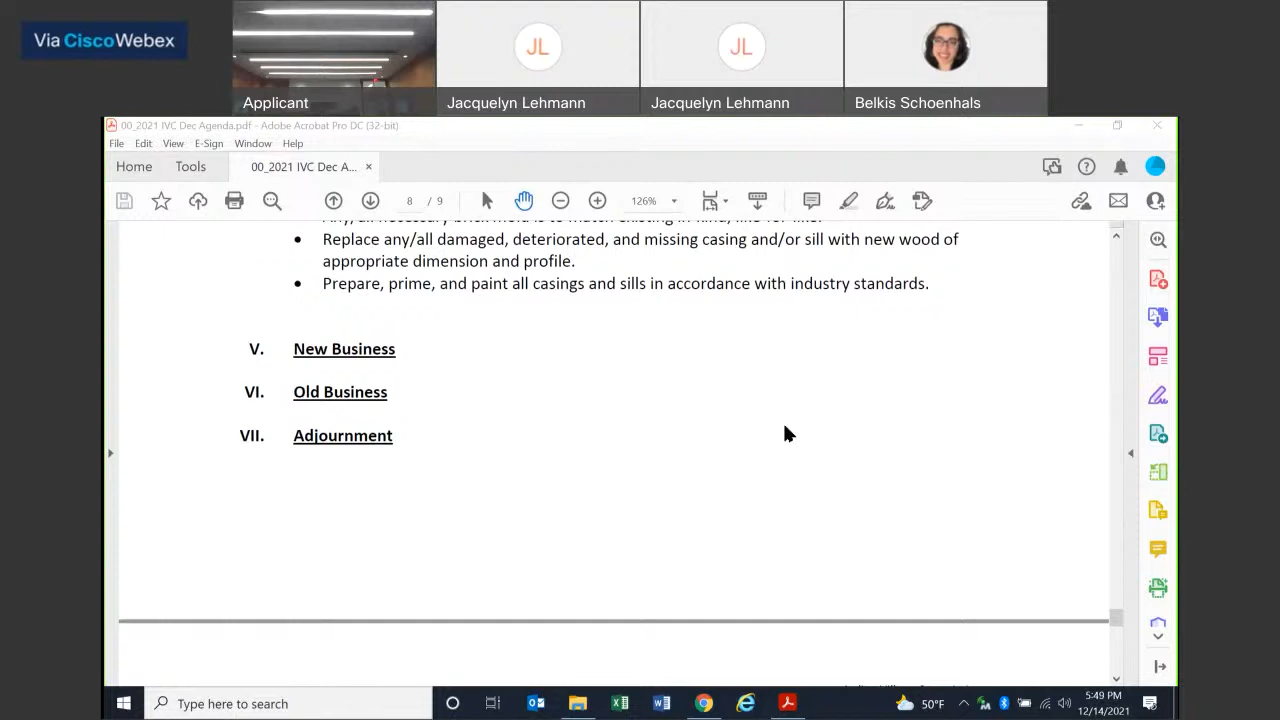 Via Cisco Webex
JL
JL
Applicant
Jacquelyn Lehmann
Jacquelyn Lehmann
Belkis Schoenhals
00_2021 IVC Dec Agenda.pdf - Adobe Acrobat Pro DC (32-bit)
File Edit View E-Sign Window Help
Home Tools 00_2021 IVC Dec A... ×
8 / 9 126%
• Replace any/all damaged, deteriorated, and missing casing and/or sill with new wood of
appropriate dimension and profile.
• Prepare, prime, and paint all casings and sills in accordance with industry standards.
V. New Business
VI. Old Business
VII. Adjournment
Type here to search
50°F
5:49 PM
12/14/2021